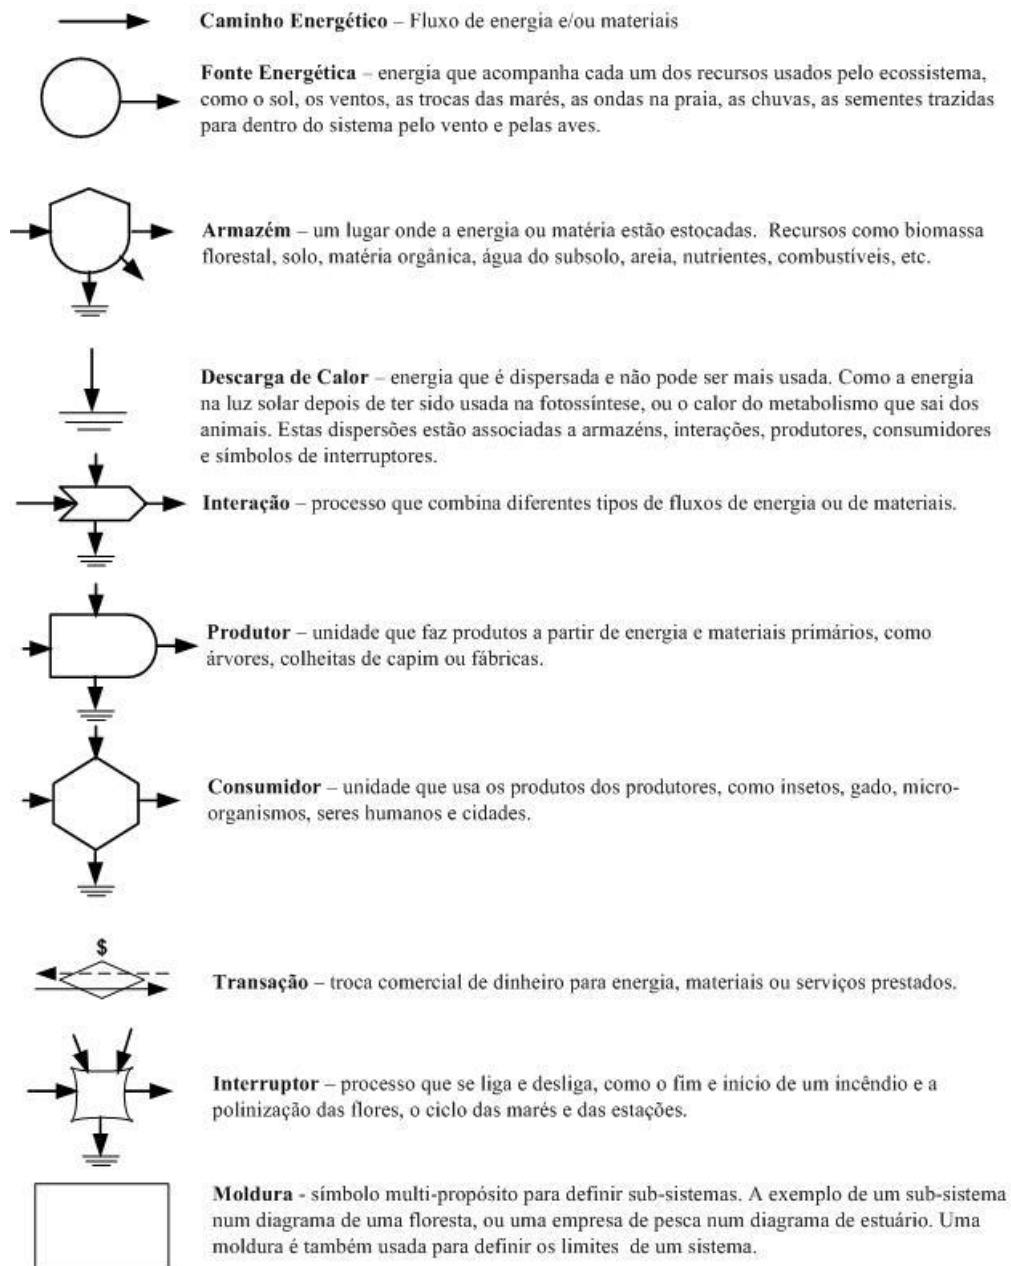 Caminho Energético – Fluxo de energia e/ou materiais
Fonte Energética – energia que acompanha cada um dos recursos usados pelo ecossistema,
como o sol, os ventos, as trocas das marés, as ondas na praia, as chuvas, as sementes trazidas
para dentro do sistema pelo vento e pelas aves.
Armazém – um lugar onde a energia ou matéria estão estocadas. Recursos como biomassa
florestal, solo, matéria orgânica, água do subsolo, areia, nutrientes, combustíveis, etc.
Descarga de Calor – energia que é dispersada e não pode ser mais usada. Como a energia
na luz solar depois de ter sido usada na fotossíntese, ou o calor do metabolismo que sai dos
animais. Estas dispersões estão associadas a armazéns, interações, produtores, consumidores
e símbolos de interruptores.
Interação – processo que combina diferentes tipos de fluxos de energia ou de materiais.
Produtor – unidade que faz produtos a partir de energia e materiais primários, como
árvores, colheitas de capim ou fábricas.
Consumidor – unidade que usa os produtos dos produtores, como insetos, gado, micro-
organismos, seres humanos e cidades.
$
Transação – troca comercial de dinheiro para energia, materiais ou serviços prestados.
Interruptor – processo que se liga e desliga, como o fim e início de um incêndio e a
polinização das flores, o ciclo das marés e das estações.
Moldura - símbolo multi-propósito para definir sub-sistemas. A exemplo de um sub-sistema
num diagrama de uma floresta, ou uma empresa de pesca num diagrama de estuário. Uma
moldura é também usada para definir os limites de um sistema.